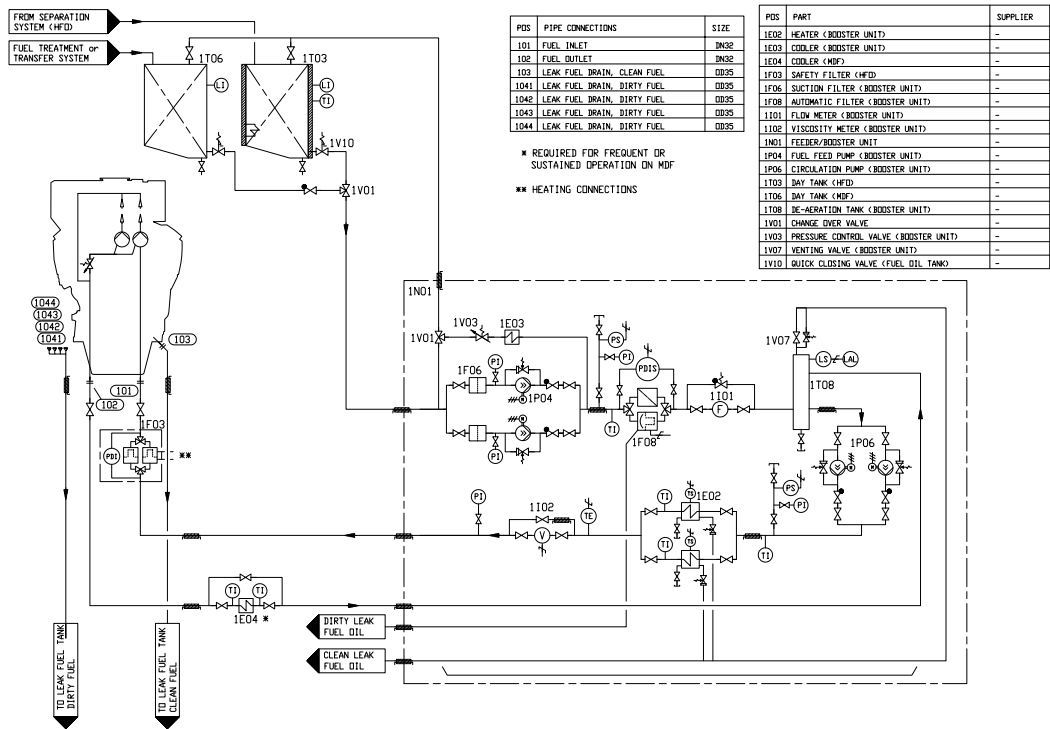 FROM SEPARATION
SYSTEM (HFO)
FUEL TREATMENT or
TRANSFER SYSTEM
1T06
1T03
LI
LI
TI
1V10
1V01
POS PIPE CONNECTIONS SIZE
101 FUEL INLET DN32
102 FUEL OUTLET DN32
103 LEAK FUEL DRAIN, CLEAN FUEL OD35
1041 LEAK FUEL DRAIN, DIRTY FUEL OD35
1042 LEAK FUEL DRAIN, DIRTY FUEL OD35
1043 LEAK FUEL DRAIN, DIRTY FUEL OD35
1044 LEAK FUEL DRAIN, DIRTY FUEL OD35
* REQUIRED FOR FREQUENT OR
SUSTAINED OPERATION ON MDF
** HEATING CONNECTIONS
POS PART SUPPLIER
1E02 HEATER (BOOSTER UNIT) -
1E03 COOLER (BOOSTER UNIT) -
1E04 COOLER (MDF) -
1F03 SAFETY FILTER (HFO) -
1F06 SUCTION FILTER (BOOSTER UNIT) -
1F08 AUTOMATIC FILTER (BOOSTER UNIT) -
1I01 FLOW METER (BOOSTER UNIT) -
1I02 VISCOSITY METER (BOOSTER UNIT) -
1N01 FEEDER/BOOSTER UNIT -
1P04 FUEL FEED PUMP (BOOSTER UNIT) -
1P06 CIRCULATION PUMP (BOOSTER UNIT) -
1T03 DAY TANK (HFO) -
1T06 DAY TANK (MDF) -
1T08 DE-AERATION TANK (BOOSTER UNIT) -
1V01 CHANGE OVER VALVE -
1V03 PRESSURE CONTROL VALVE (BOOSTER UNIT) -
1V07 VENTING VALVE (BOOSTER UNIT) -
1V10 QUICK CLOSING VALVE (FUEL OIL TANK) -
1044
1043
1042
1041
103
101
102
1F03
PDI
**
1N01
1V01
1V03
1E03
1F06
PI
1P04
PI
PS
PI
TI
PDIS
1F08
1I01
F
1V07
LS
LAL
1T08
1P06
M
M
M
M
PI
1I02
V
TE
TI
TS
1E02
TI
TS
PS
PI
TI
TI
TI
1E04 *
DIRTY LEAK
FUEL OIL
CLEAN LEAK
FUEL OIL
TO LEAK FUEL TANK
DIRTY FUEL
TO LEAK FUEL TANK
CLEAN FUEL